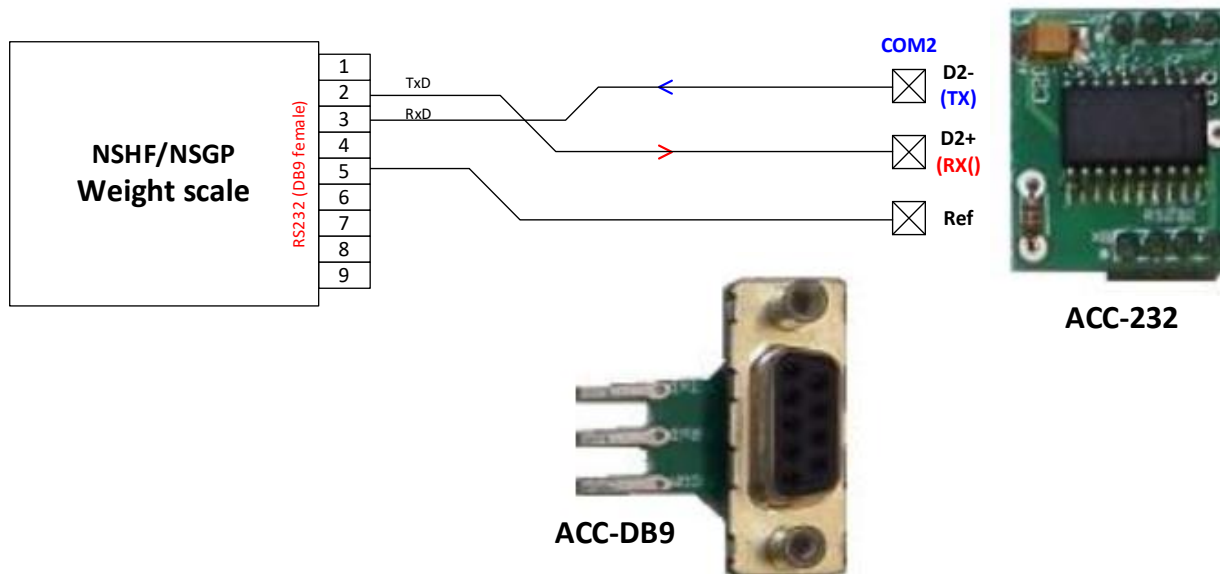 NSHF/NSGP
Weight scale
RS232 (DB9 female)
1
2
3
4
5
6
7
8
9
TxD
RxD
COM2
D2-
(TX)
D2+
(RX()
Ref
ACC-232
ACC-DB9